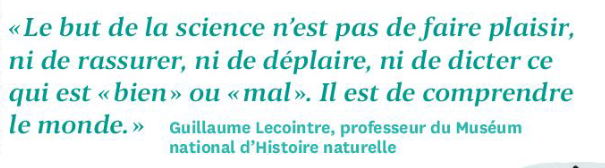 « Le but de la science n’est pas de faire plaisir,
ni de rassurer, ni de déplaire, ni de dicter ce
qui est « bien » ou « mal ». Il est de comprendre
le monde. » Guillaume Lecointre, professeur du Muséum
national d’Histoire naturelle